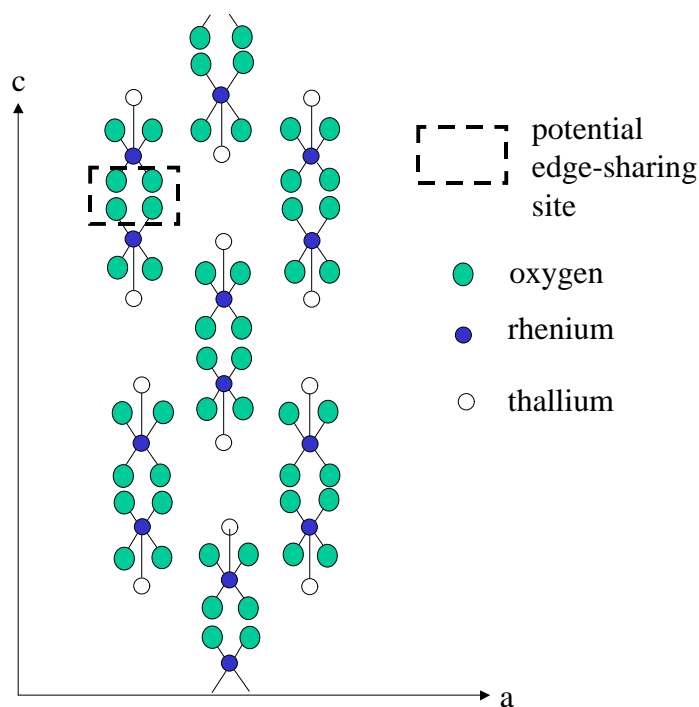 c
potential
edge-sharing
site
oxygen
rhenium
thallium
a